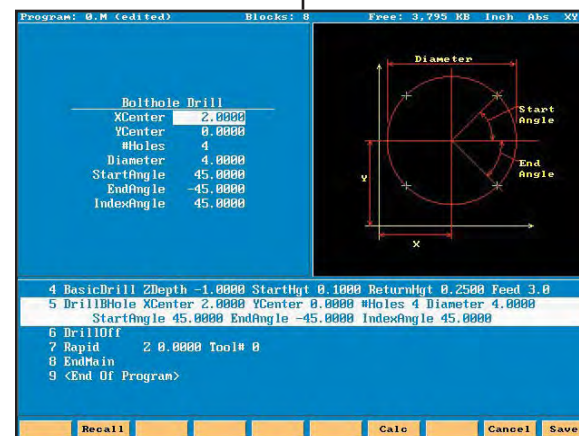 Program: 0.M (edited) Blocks: 8 Free: 3,795 KB Inch Abs XY
Bolthole Drill
XCenter 2.0000
YCenter 0.0000
#Holes 4
Diameter 4.0000
StartAngle 45.0000
EndAngle -45.0000
IndexAngle 45.0000
Diameter
Start
Angle
End
Angle
Y
X
4 BasicDrill ZDepth -1.0000 StartHgt 0.1000 ReturnHgt 0.2500 Feed 3.0
5 DrillBHole XCenter 2.0000 YCenter 0.0000 #Holes 4 Diameter 4.0000
StartAngle 45.0000 EndAngle -45.0000 IndexAngle 45.0000
6 DrillOff
7 Rapid Z 0.0000 Tool# 0
8 EndMain
9 <End Of Program>
Recall Calc Cancel Save